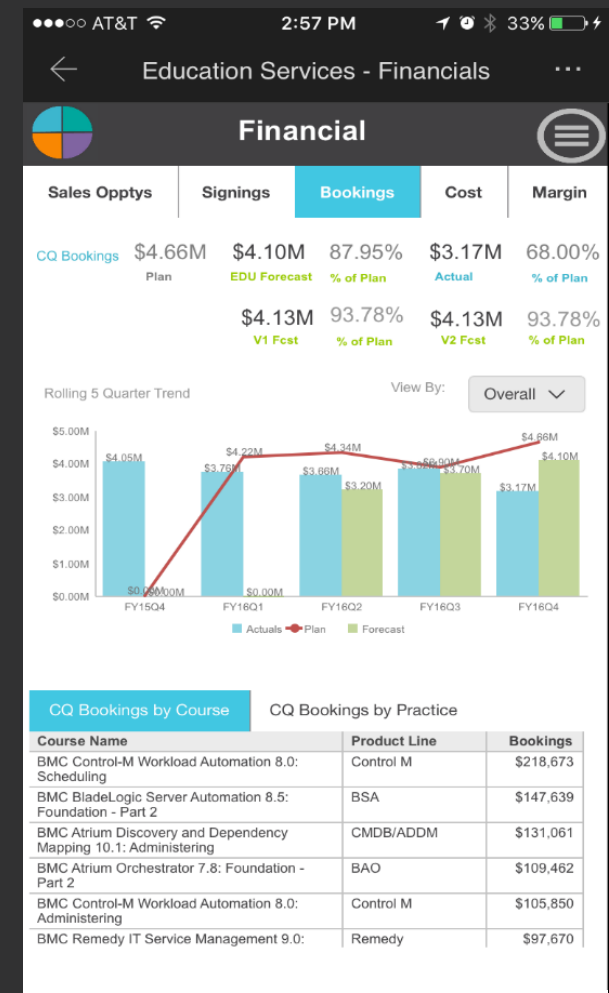 AT&T 2:57 PM 33%
Education Services - Financials ...
Financial
Sales Opptys Signings Bookings Cost Margin
CQ Bookings $4.66M $4.10M 87.95% $3.17M 68.00%
Plan EDU Forecast % of Plan Actual % of Plan
$4.13M 93.78% $4.13M 93.78%
V1 Fcst % of Plan V2 Fcst % of Plan
Rolling 5 Quarter Trend View By: Overall
$5.00M
$4.00M
$3.00M
$2.00M
$1.00M
$0.00M
$4.05M $3.76M $4.22M $3.66M $4.34M $3.20M $3.90M $3.70M $3.17M $4.66M $4.10M
$0.00M $0.00M
FY15Q4 FY16Q1 FY16Q2 FY16Q3 FY16Q4
Actuals Plan Forecast
CQ Bookings by Course CQ Bookings by Practice
Course Name Product Line Bookings
BMC Control-M Workload Automation 8.0: Control M $218,673
Scheduling
BMC BladeLogic Server Automation 8.5: BSA $147,639
Foundation - Part 2
BMC Atrium Discovery and Dependency CMDB/ADDM $131,061
Mapping 10.1: Administering
BMC Atrium Orchestrator 7.8: Foundation - BAO $109,462
Part 2
BMC Control-M Workload Automation 8.0: Control M $105,850
Administering
BMC Remedy IT Service Management 9.0: Remedy $97,670